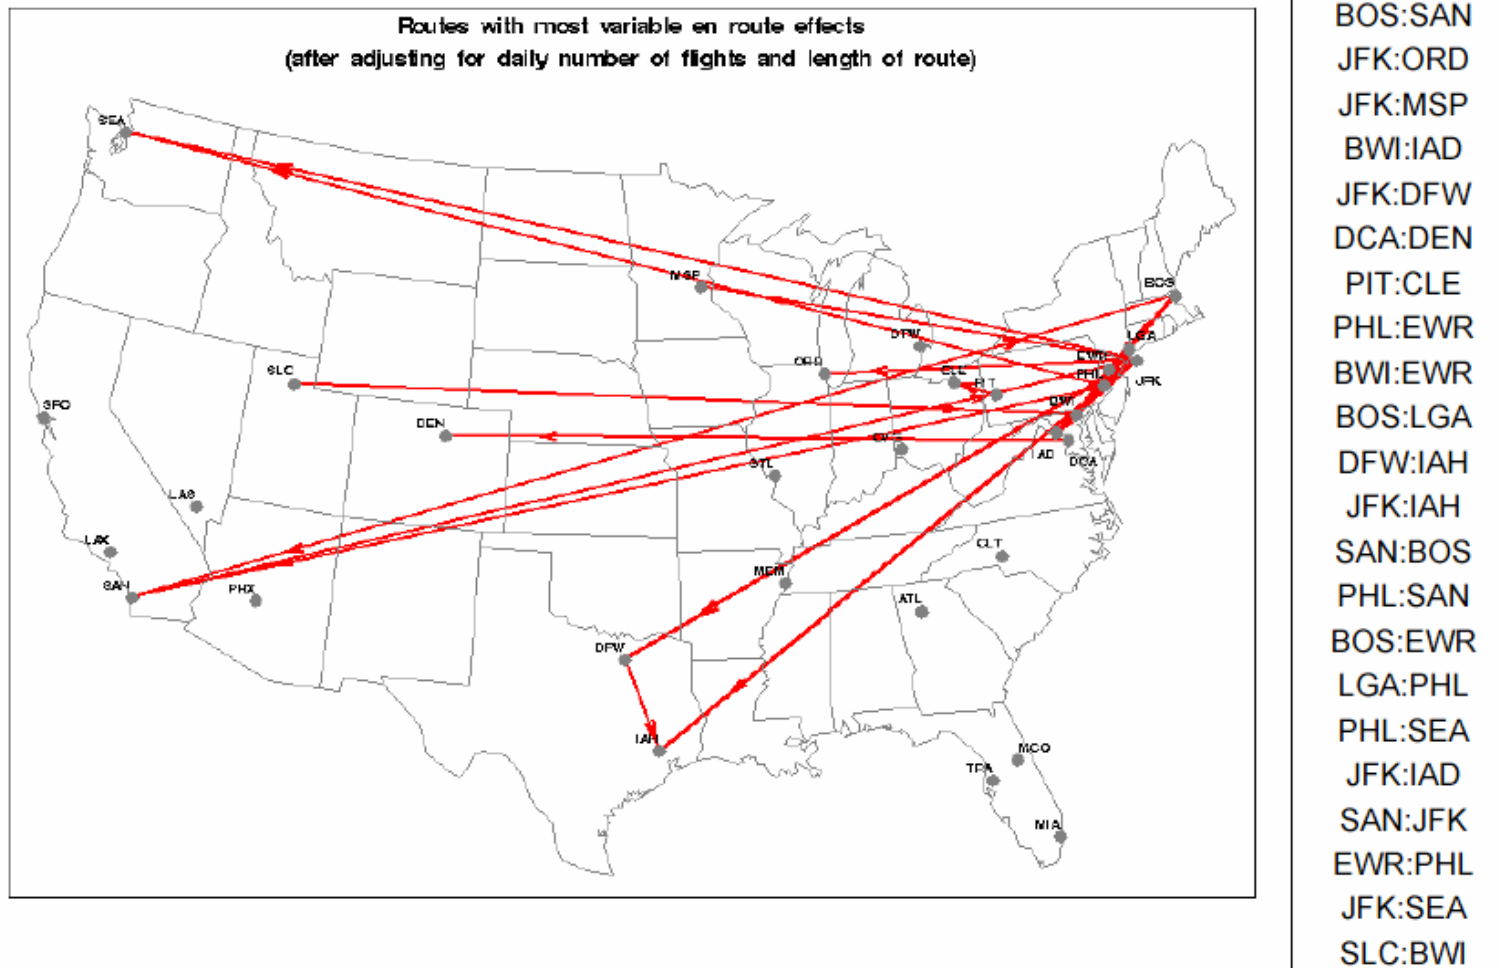 Routes with most variable en route effects
(after adjusting for daily number of flights and length of route)
SEA
MSP
BOS
LGA
DTW
ORD
EWR
CLE
PIT
PHL
JFK
SLC
BWI
SFO
DEN
CVG
IAD
DCA
STL
LAS
LAX
CLT
SAN
PHX
MEM
ATL
DFW
IAH
MCO
TPA
MIA
BOS:SAN
JFK:ORD
JFK:MSP
BWI:IAD
JFK:DFW
DCA:DEN
PIT:CLE
PHL:EWR
BWI:EWR
BOS:LGA
DFW:IAH
JFK:IAH
SAN:BOS
PHL:SAN
BOS:EWR
LGA:PHL
PHL:SEA
JFK:IAD
SAN:JFK
EWR:PHL
JFK:SEA
SLC:BWI